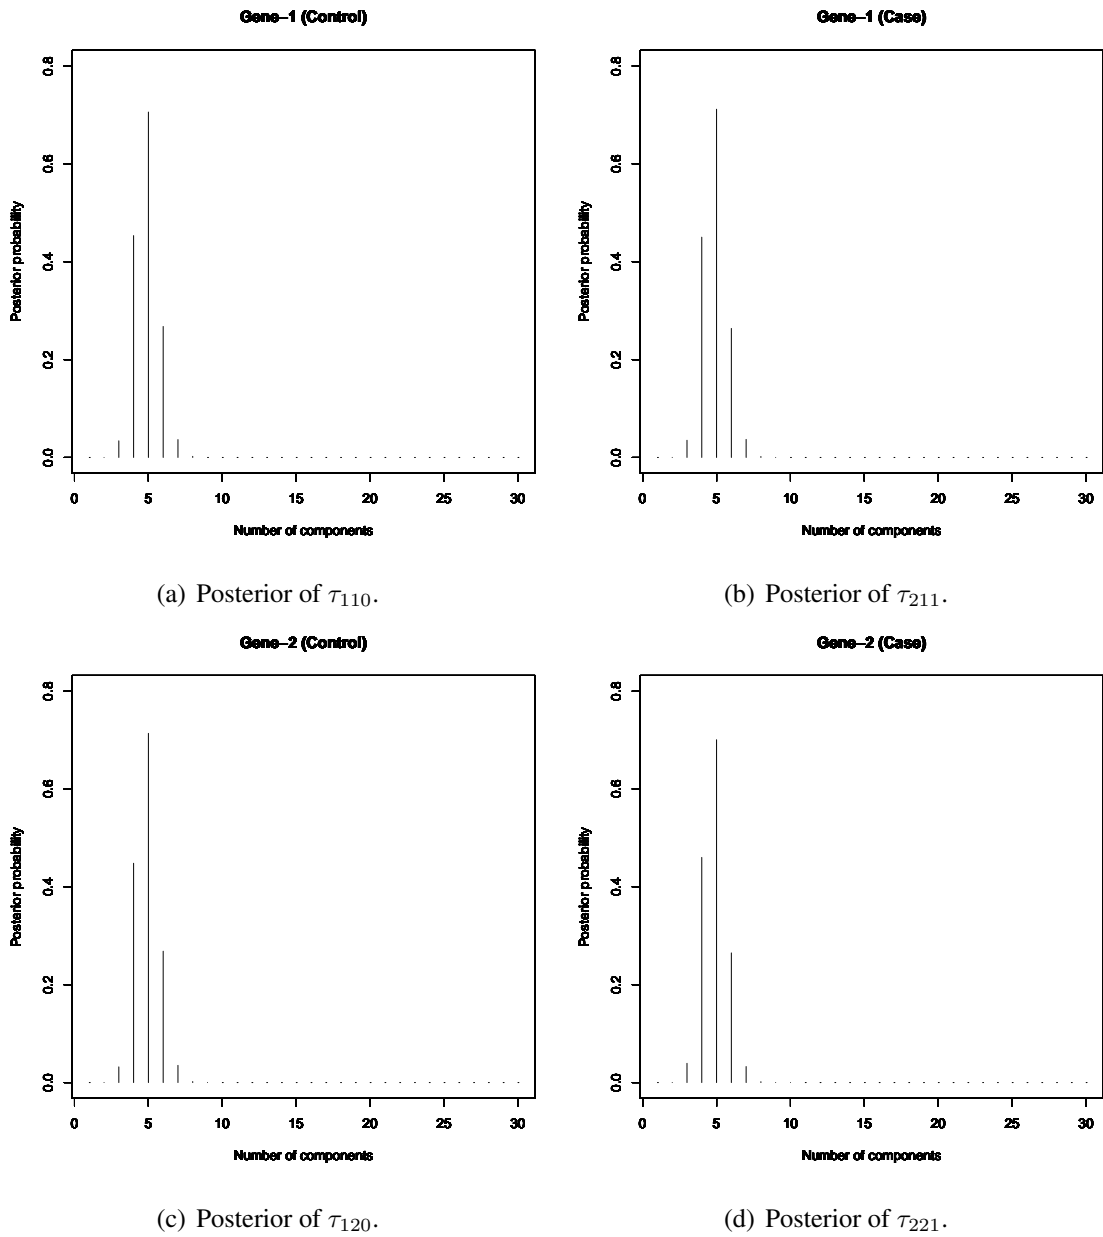 Gene−1 (Control)
Posterior probability
0.0 0.2 0.4 0.6 0.8
0 5 10 15 20 25 30
Number of components
(a) Posterior of τ110.
Gene−1 (Case)
Posterior probability
0.0 0.2 0.4 0.6 0.8
0 5 10 15 20 25 30
Number of components
(b) Posterior of τ211.
Gene−2 (Control)
Posterior probability
0.0 0.2 0.4 0.6 0.8
0 5 10 15 20 25 30
Number of components
(c) Posterior of τ120.
Gene−2 (Case)
Posterior probability
0.0 0.2 0.4 0.6 0.8
0 5 10 15 20 25 30
Number of components
(d) Posterior of τ221.